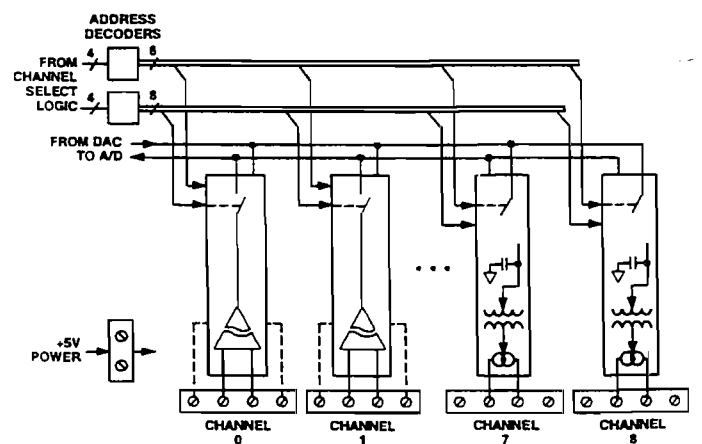 ADDRESS
DECODERS
4
8
FROM
CHANNEL
SELECT
LOGIC
4
8
FROM DAC
TO A/D
+5V
POWER
CHANNEL
0
CHANNEL
1
CHANNEL
7
CHANNEL
8